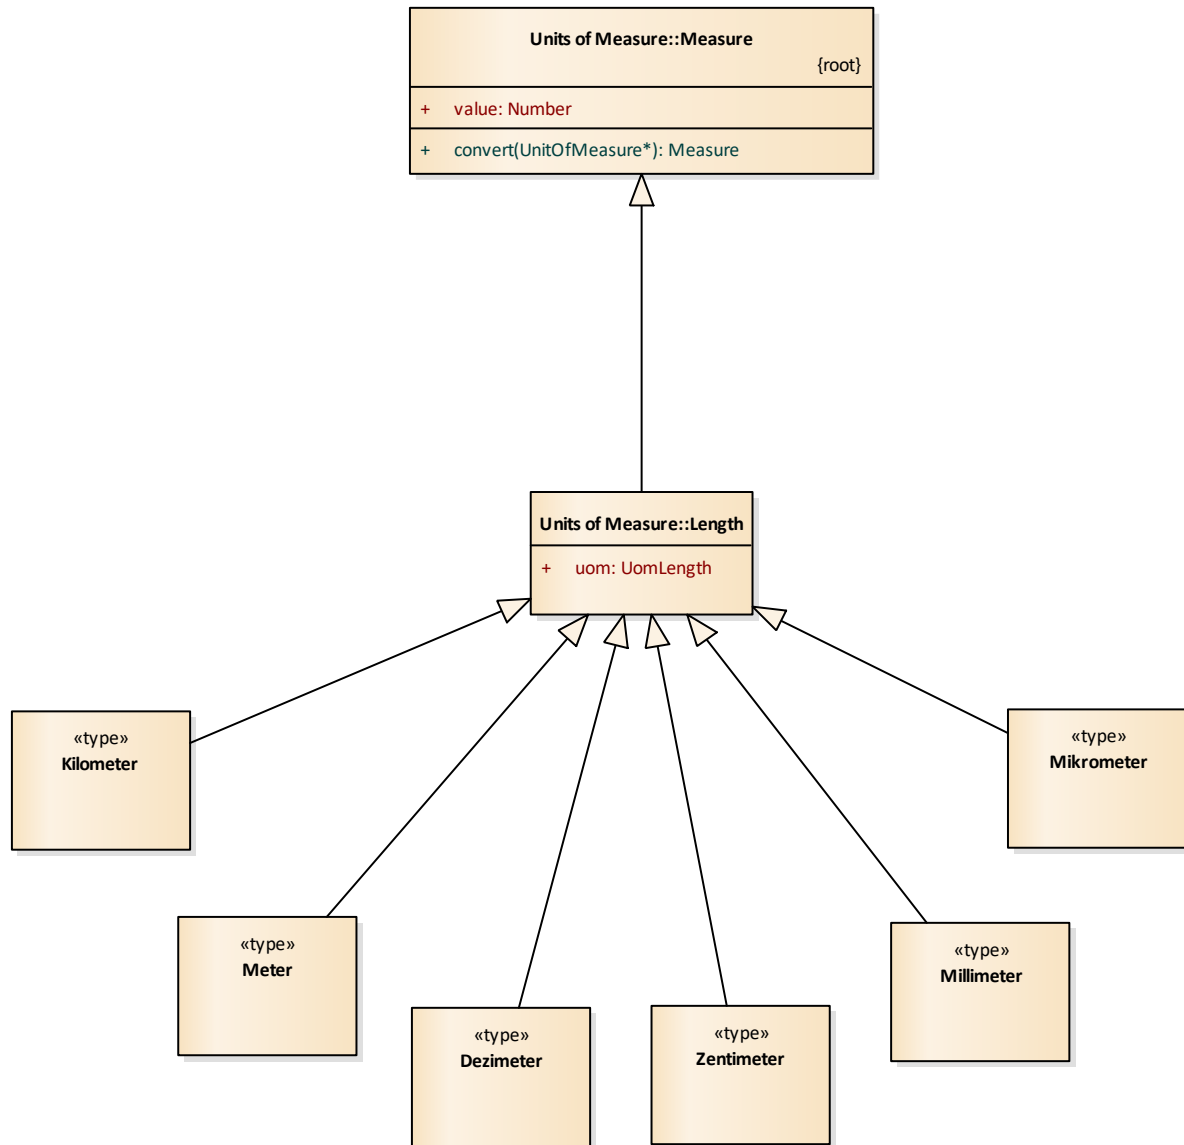 Units of Measure::Measure
{root}
+ value: Number
+ convert(UnitOfMeasure*): Measure
Units of Measure::Length
+ uom: UomLength
«type»
Kilometer
«type»
Mikrometer
«type»
Meter
«type»
Millimeter
«type»
Dezimeter
«type»
Zentimeter